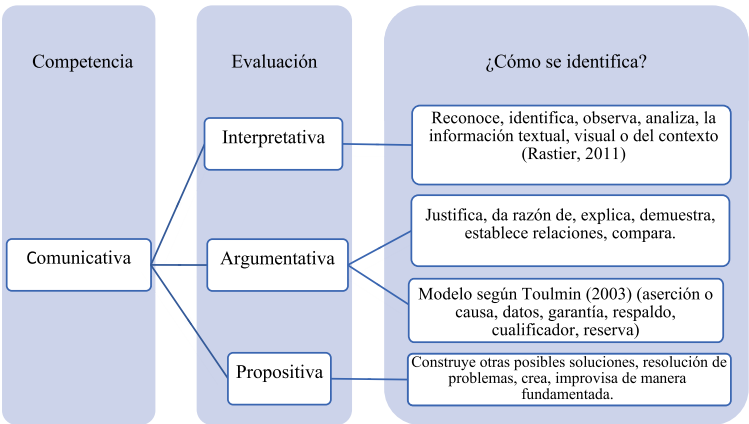 Competencia
Evaluación
¿Cómo se identifica?
Comunicativa
Interpretativa
Reconoce, identifica, observa, analiza, la
información textual, visual o del contexto
(Rastier, 2011)
Argumentativa
Justifica, da razón de, explica, demuestra,
establece relaciones, compara.
Modelo según Toulmin (2003) (aserción o
causa, datos, garantía, respaldo,
cualificador, reserva)
Propositiva
Construye otras posibles soluciones, resolución de
problemas, crea, improvisa de manera
fundamentada.